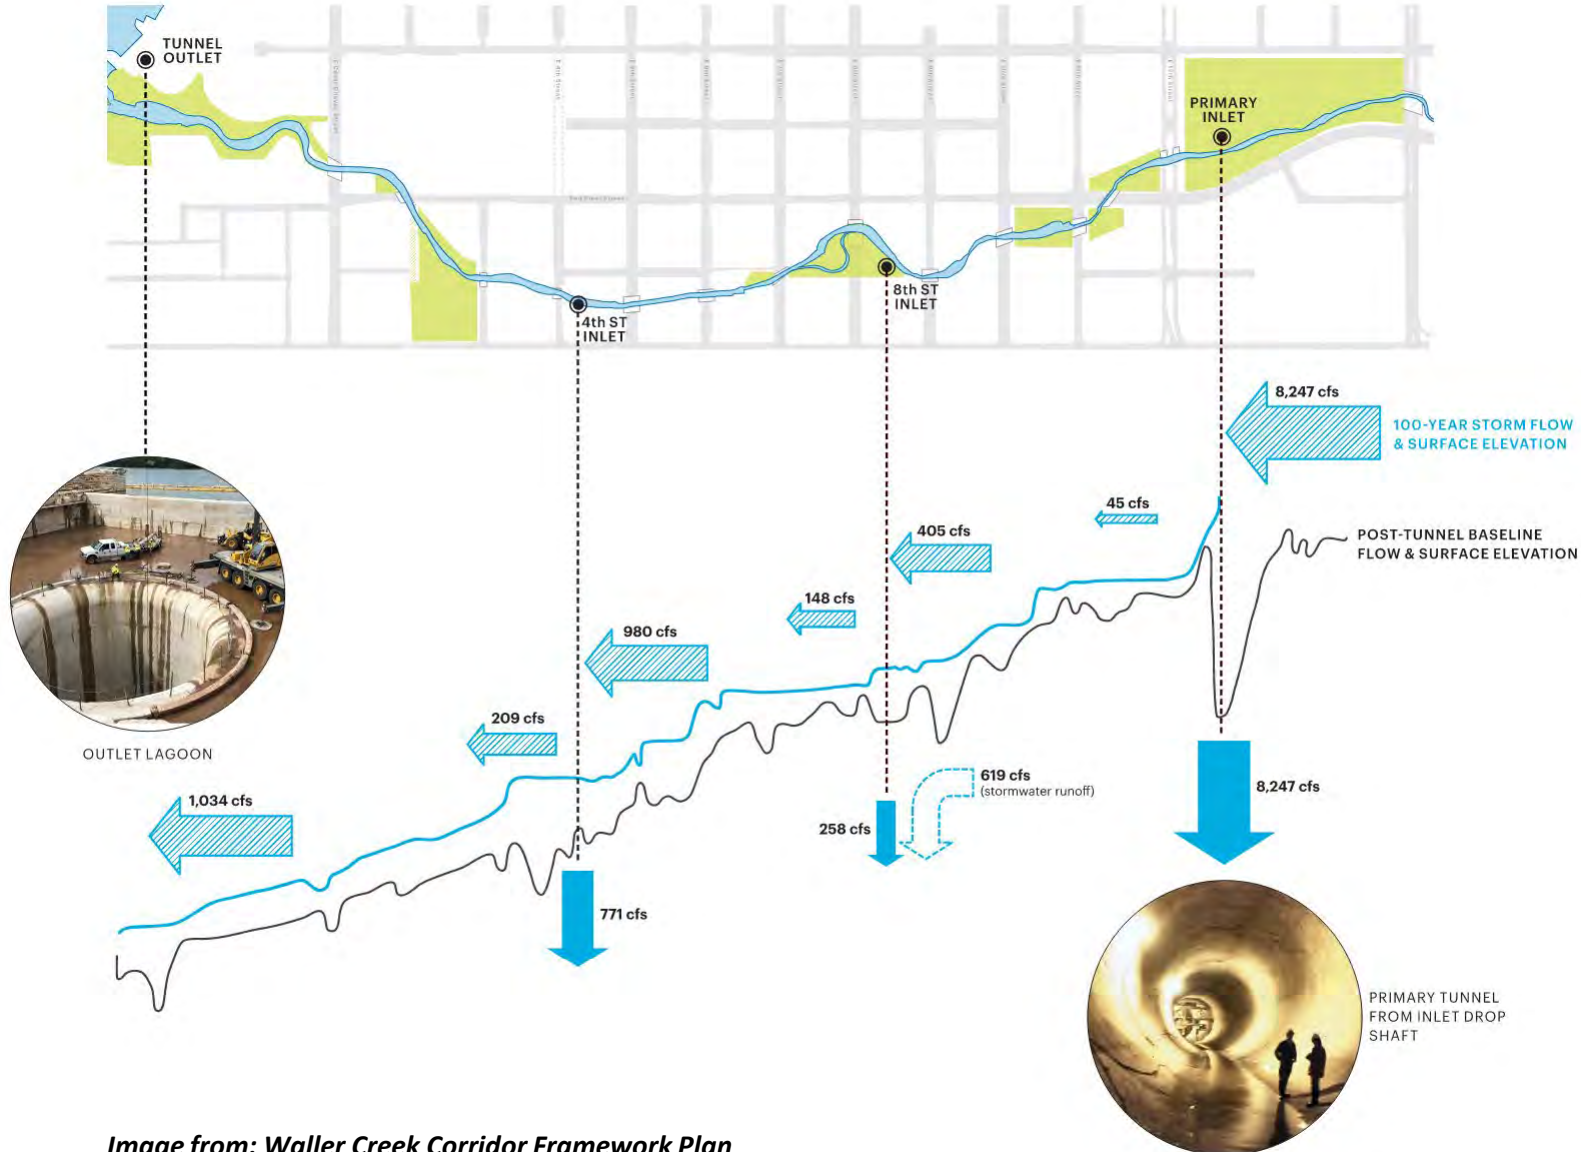 TUNNEL
OUTLET
PRIMARY
INLET
8th ST
INLET
4th ST
INLET
8,247 cfs
100-YEAR STORM FLOW
& SURFACE ELEVATION
45 cfs
405 cfs
POST-TUNNEL BASELINE
FLOW & SURFACE ELEVATION
148 cfs
980 cfs
209 cfs
OUTLET LAGOON
619 cfs
(stormwater runoff)
8,247 cfs
1,034 cfs
258 cfs
771 cfs
PRIMARY TUNNEL
FROM INLET DROP
SHAFT
Image from: Waller Creek Corridor Framework Plan